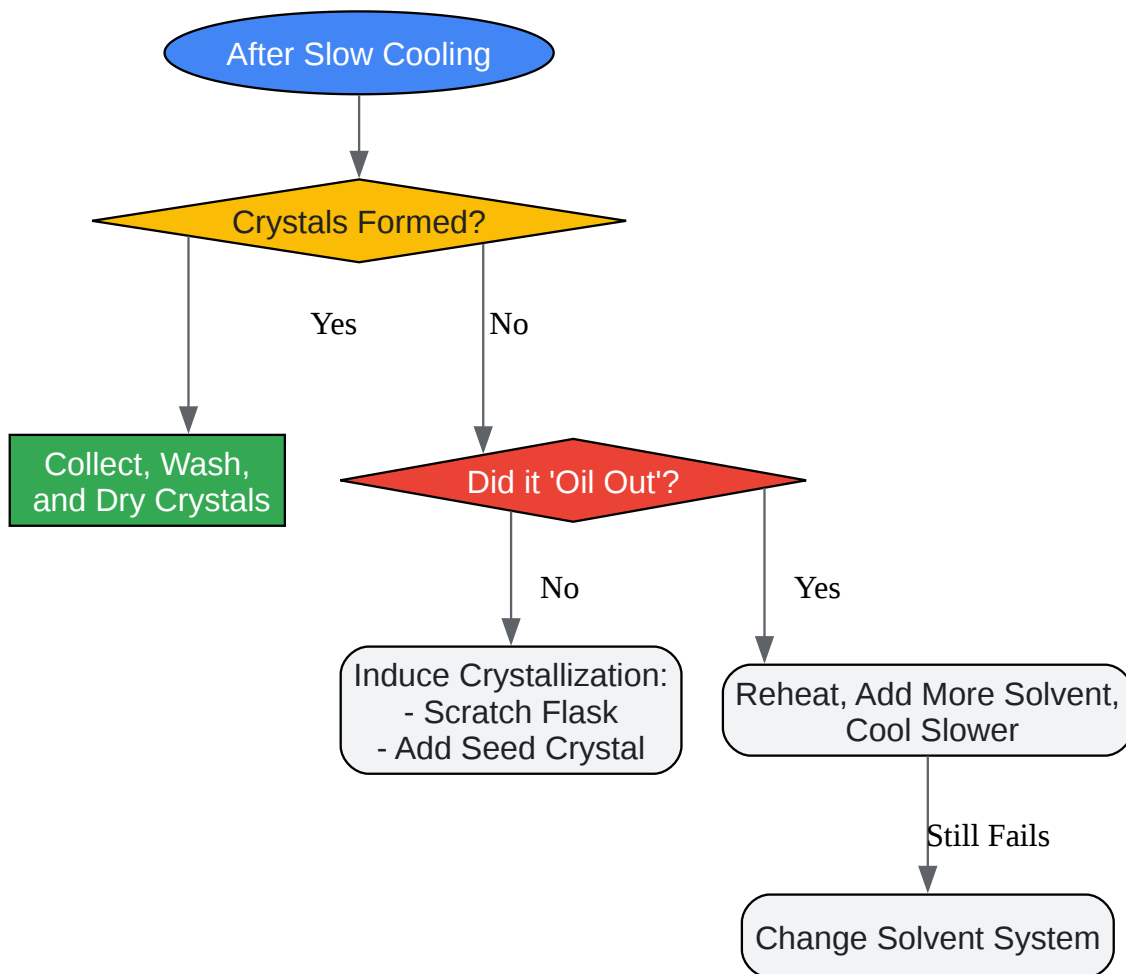 After Slow Cooling
Crystals Formed?
Yes
No
Collect, Wash,
and Dry Crystals
Did it 'Oil Out'?
No
Yes
Induce Crystallization:
- Scratch Flask
- Add Seed Crystal
Reheat, Add More Solvent,
Cool Slower
Still Fails
Change Solvent System